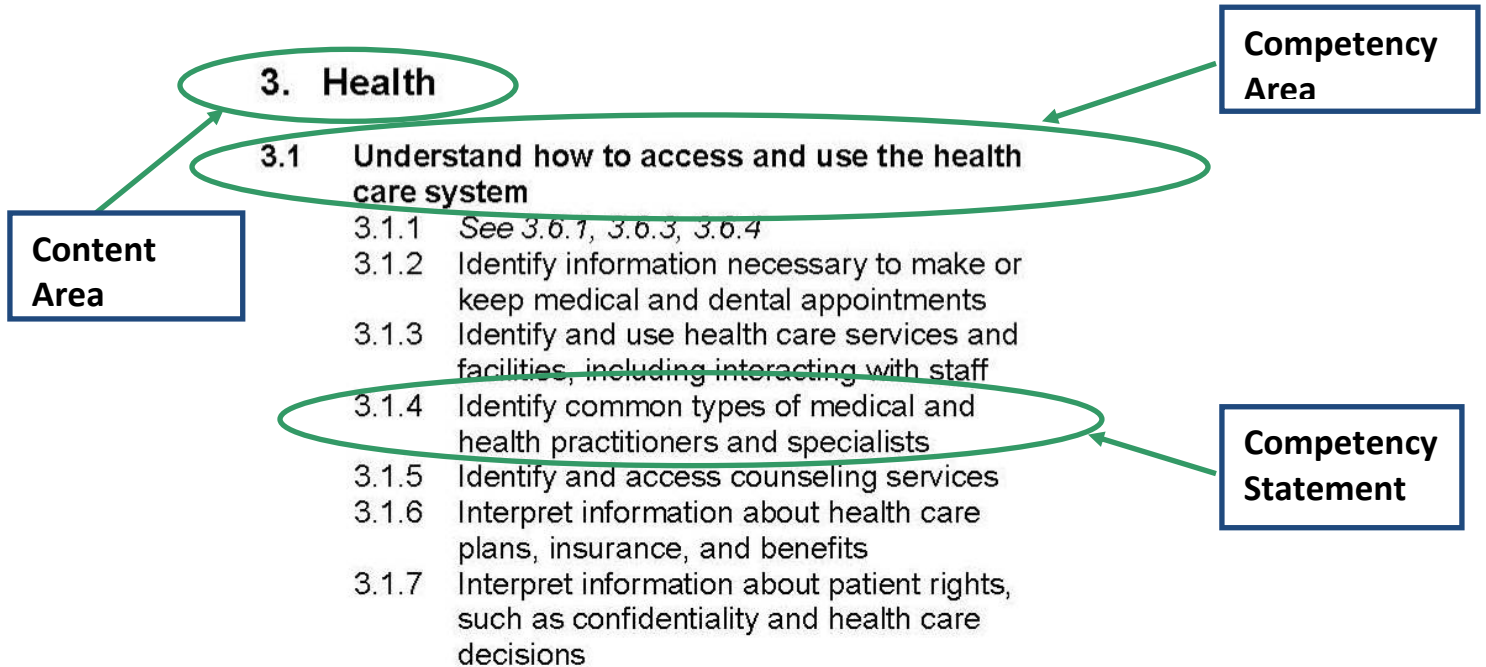 Competency
Area
3. Health
3.1 Understand how to access and use the health
care system
3.1.1 See 3.6.1, 3.6.3, 3.6.4
Content
Area
3.1.2 Identify information necessary to make or
keep medical and dental appointments
3.1.3 Identify and use health care services and
facilities, including interacting with staff
3.1.4 Identify common types of medical and
health practitioners and specialists
Competency
Statement
3.1.5 Identify and access counseling services
3.1.6 Interpret information about health care
plans, insurance, and benefits
3.1.7 Interpret information about patient rights,
such as confidentiality and health care
decisions